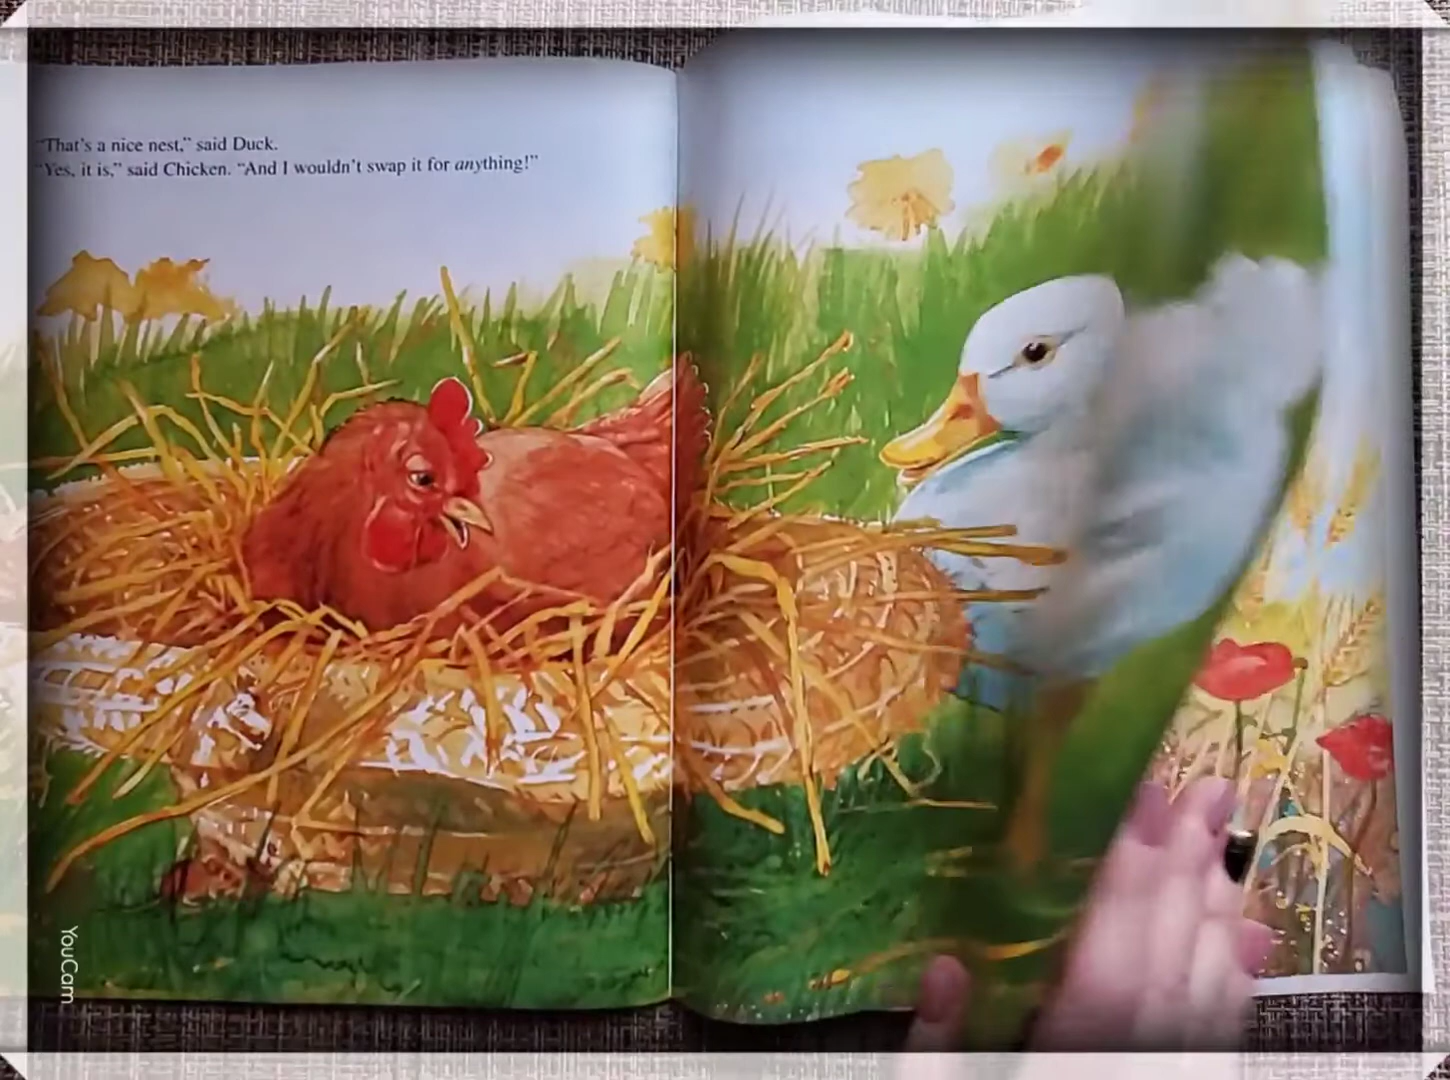 "That's a nice nest," said Duck.
"Yes, it is," said Chicken. "And I wouldn't swap it for anything!"
YouCam